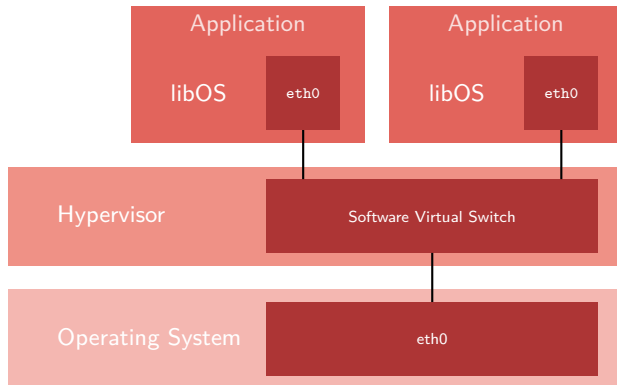 Application
libOS
eth0
Application
libOS
eth0
Hypervisor
Software Virtual Switch
Operating System
eth0